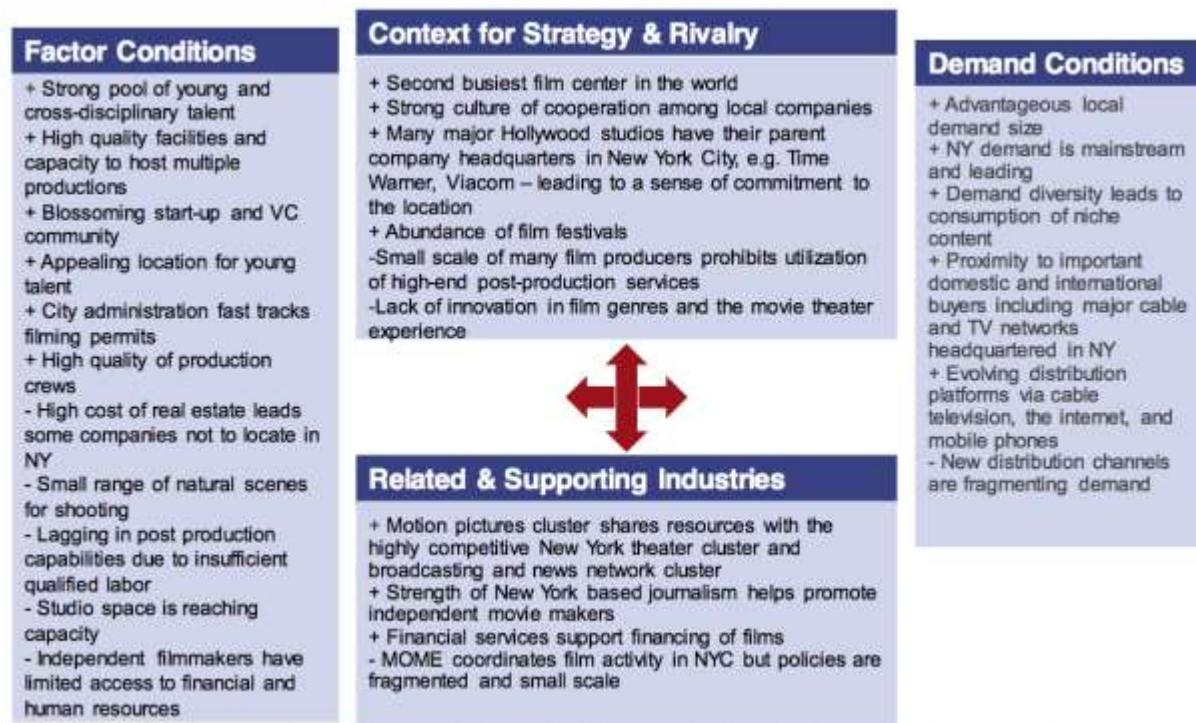 Factor Conditions
+ Strong pool of young and
cross-disciplinary talent
+ High quality facilities and
capacity to host multiple
productions
+ Blossoming start-up and VC
community
+ Appealing location for young
talent
+ City administration fast tracks
filming permits
+ High quality of production
crews
- High cost of real estate leads
some companies not to locate in
NY
- Small range of natural scenes
for shooting
- Lagging in post production
capabilities due to insufficient
qualified labor
- Studio space is reaching
capacity
- Independent filmmakers have
limited access to financial and
human resources
Context for Strategy & Rivalry
+ Second busiest film center in the world
+ Strong culture of cooperation among local companies
+ Many major Hollywood studios have their parent
company headquarters in New York City, e.g. Time
Warner, Viacom – leading to a sense of commitment to
the location
+ Abundance of film festivals
-Small scale of many film producers prohibits utilization
of high-end post-production services
-Lack of innovation in film genres and the movie theater
experience
Related & Supporting Industries
+ Motion pictures cluster shares resources with the
highly competitive New York theater cluster and
broadcasting and news network cluster
+ Strength of New York based journalism helps promote
independent movie makers
+ Financial services support financing of films
- MOME coordinates film activity in NYC but policies are
fragmented and small scale
Demand Conditions
+ Advantageous local
demand size
+ NY demand is mainstream
and leading
+ Demand diversity leads to
consumption of niche
content
+ Proximity to important
domestic and international
buyers including major cable
and TV networks
headquartered in NY
+ Evolving distribution
platforms via cable
television, the internet, and
mobile phones
- New distribution channels
are fragmenting demand